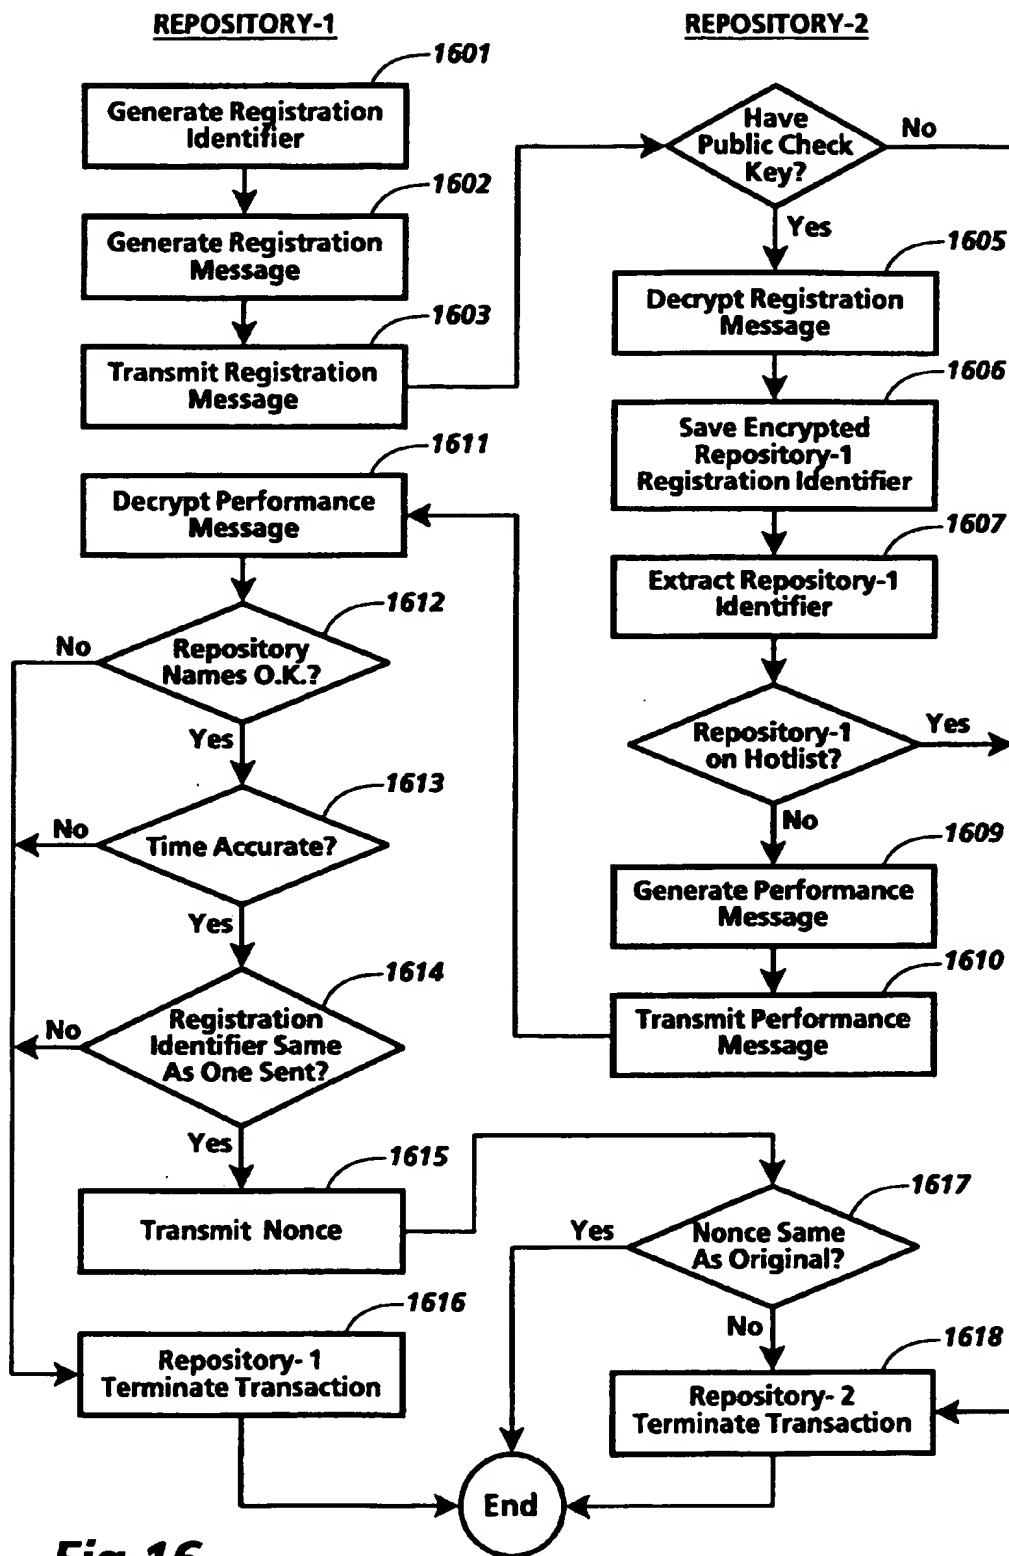 REPOSITORY-1
1601
Generate Registration
Identifier
1602
Generate Registration
Message
1603
Transmit Registration
Message
1611
Decrypt Performance
Message
1612
Repository
Names O.K.?
No
Yes
1613
Time Accurate?
No
Yes
1614
Registration
Identifier Same
As One Sent?
No
Yes
1615
Transmit Nonce
1616
Repository- 1
Terminate Transaction
REPOSITORY-2
Have
Public Check
Key?
No
Yes
1605
Decrypt Registration
Message
1606
Save Encrypted
Repository-1
Registration Identifier
1607
Extract Repository-1
Identifier
Repository-1
on Hotlist?
Yes
No
1609
Generate Performance
Message
1610
Transmit Performance
Message
1617
Nonce Same
As Original?
Yes
No
1618
Repository- 2
Terminate Transaction
End
Fig.16